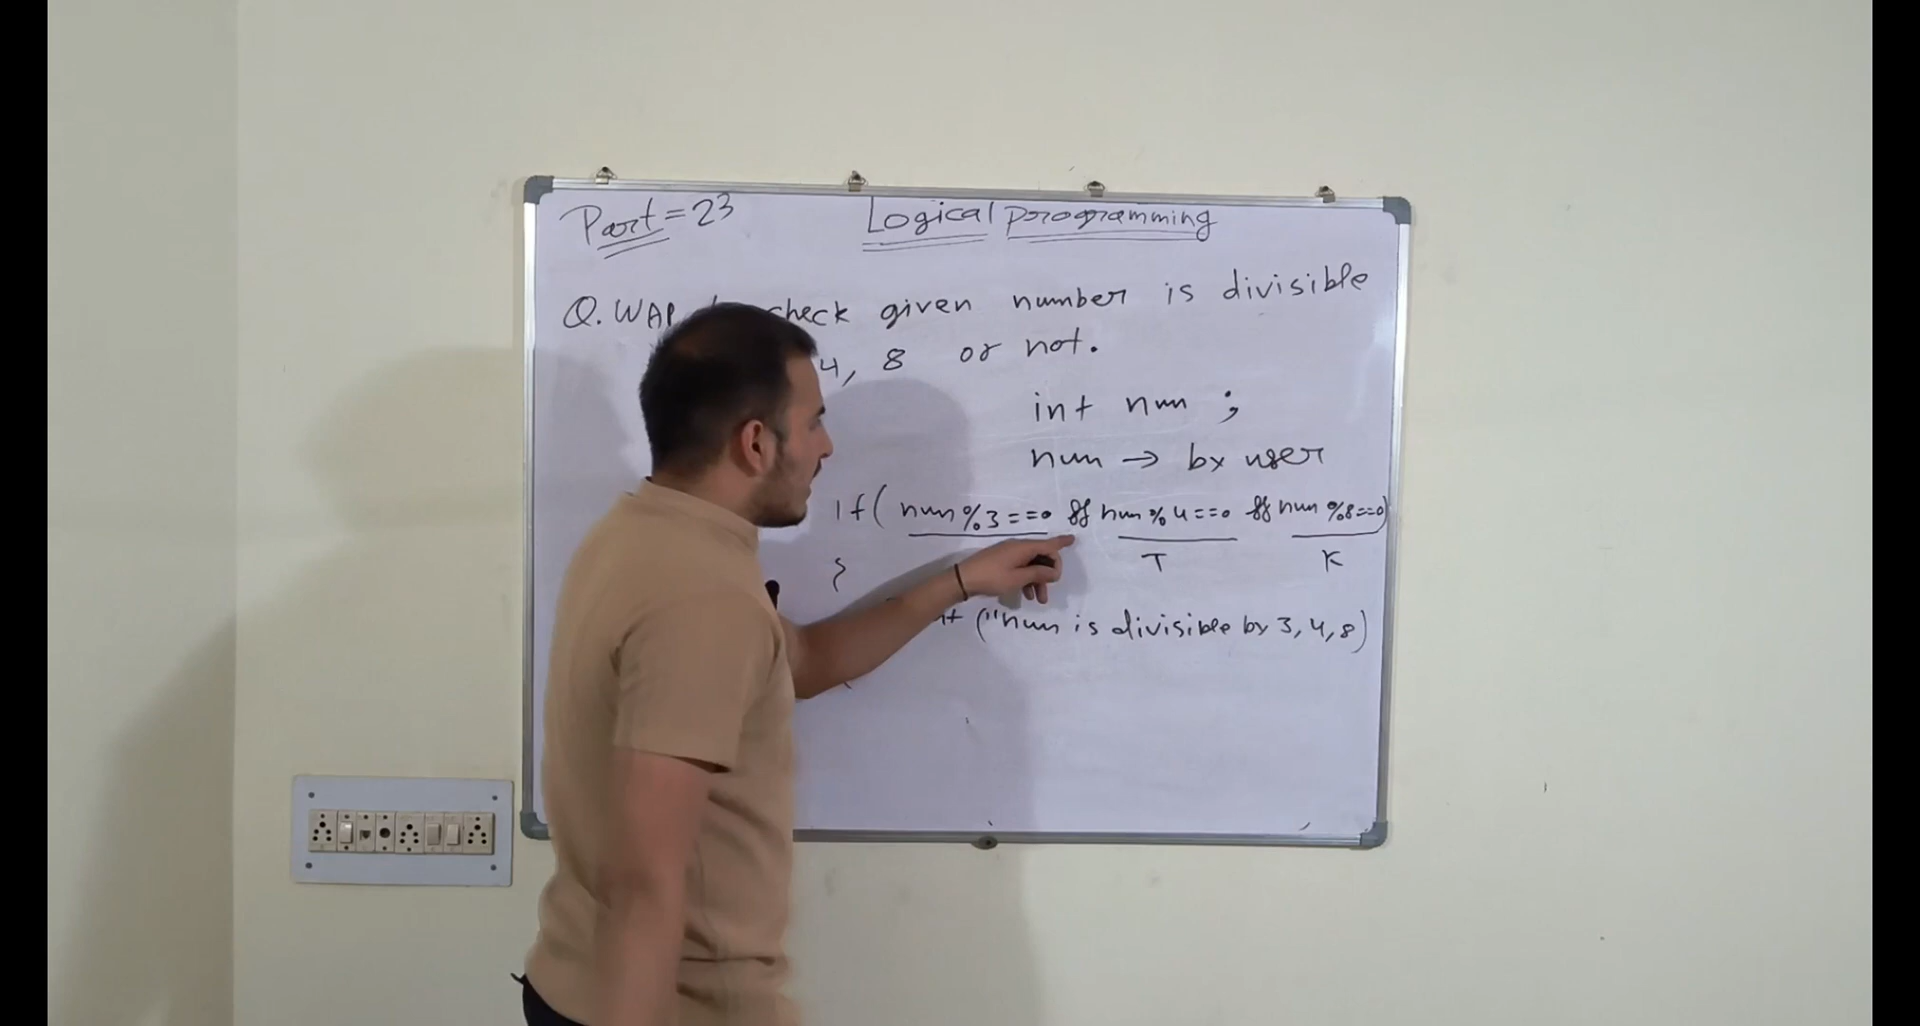 Part = 23
Logical programming
Q. WAP check given number is divisible
4, 8 or not.
int num ;
num → by user
if ( num % 3 == 0 && num % 4 == 0 && num % 8 == 0 )
T
{
("num is divisible by 3, 4, 8 )